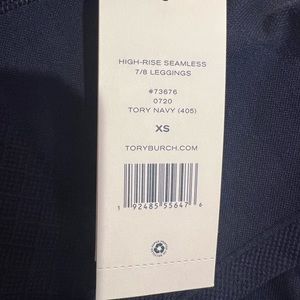 HIGH-RISE SEAMLESS
7/8 LEGGINGS
#73676
0720
TORY NAVY (405)
XS
TORYBURCH.COM
1 92485 55647 6